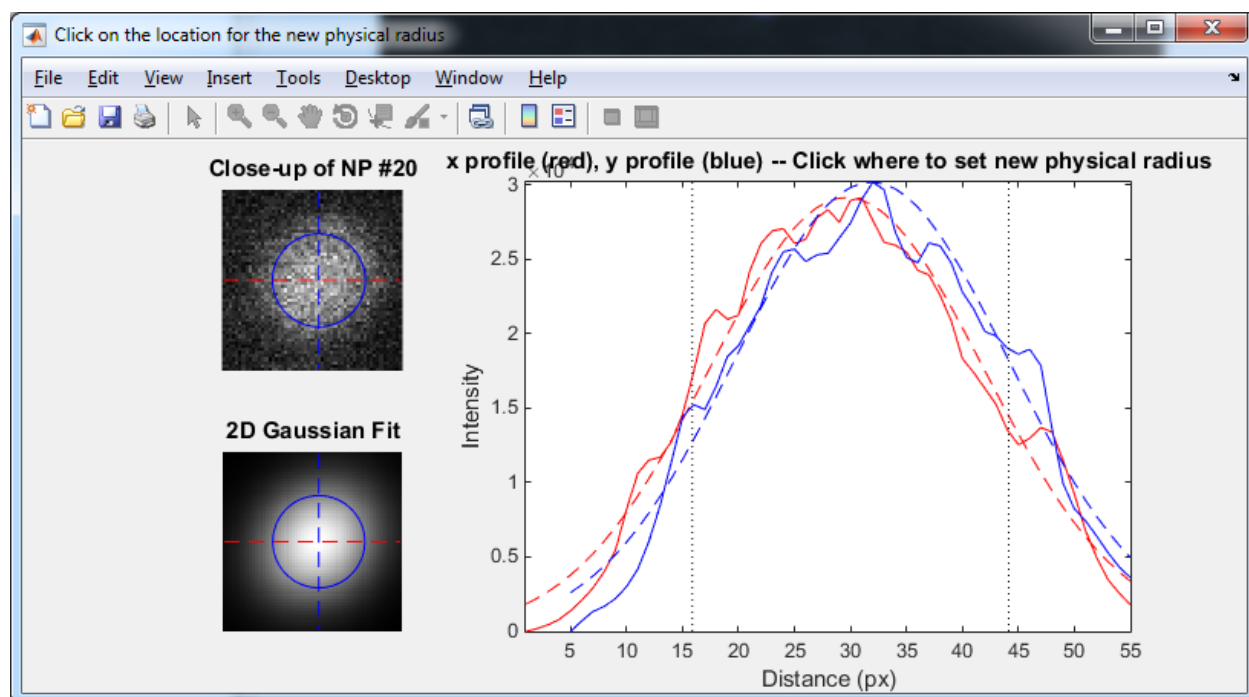 Click on the location for the new physical radius
File Edit View Insert Tools Desktop Window Help
Close-up of NP #20
x profile (red), y profile (blue) -- Click where to set new physical radius
3
2.5
2
1.5
1
0.5
0
Intensity
5 10 15 20 25 30 35 40 45 50 55
Distance (px)
2D Gaussian Fit